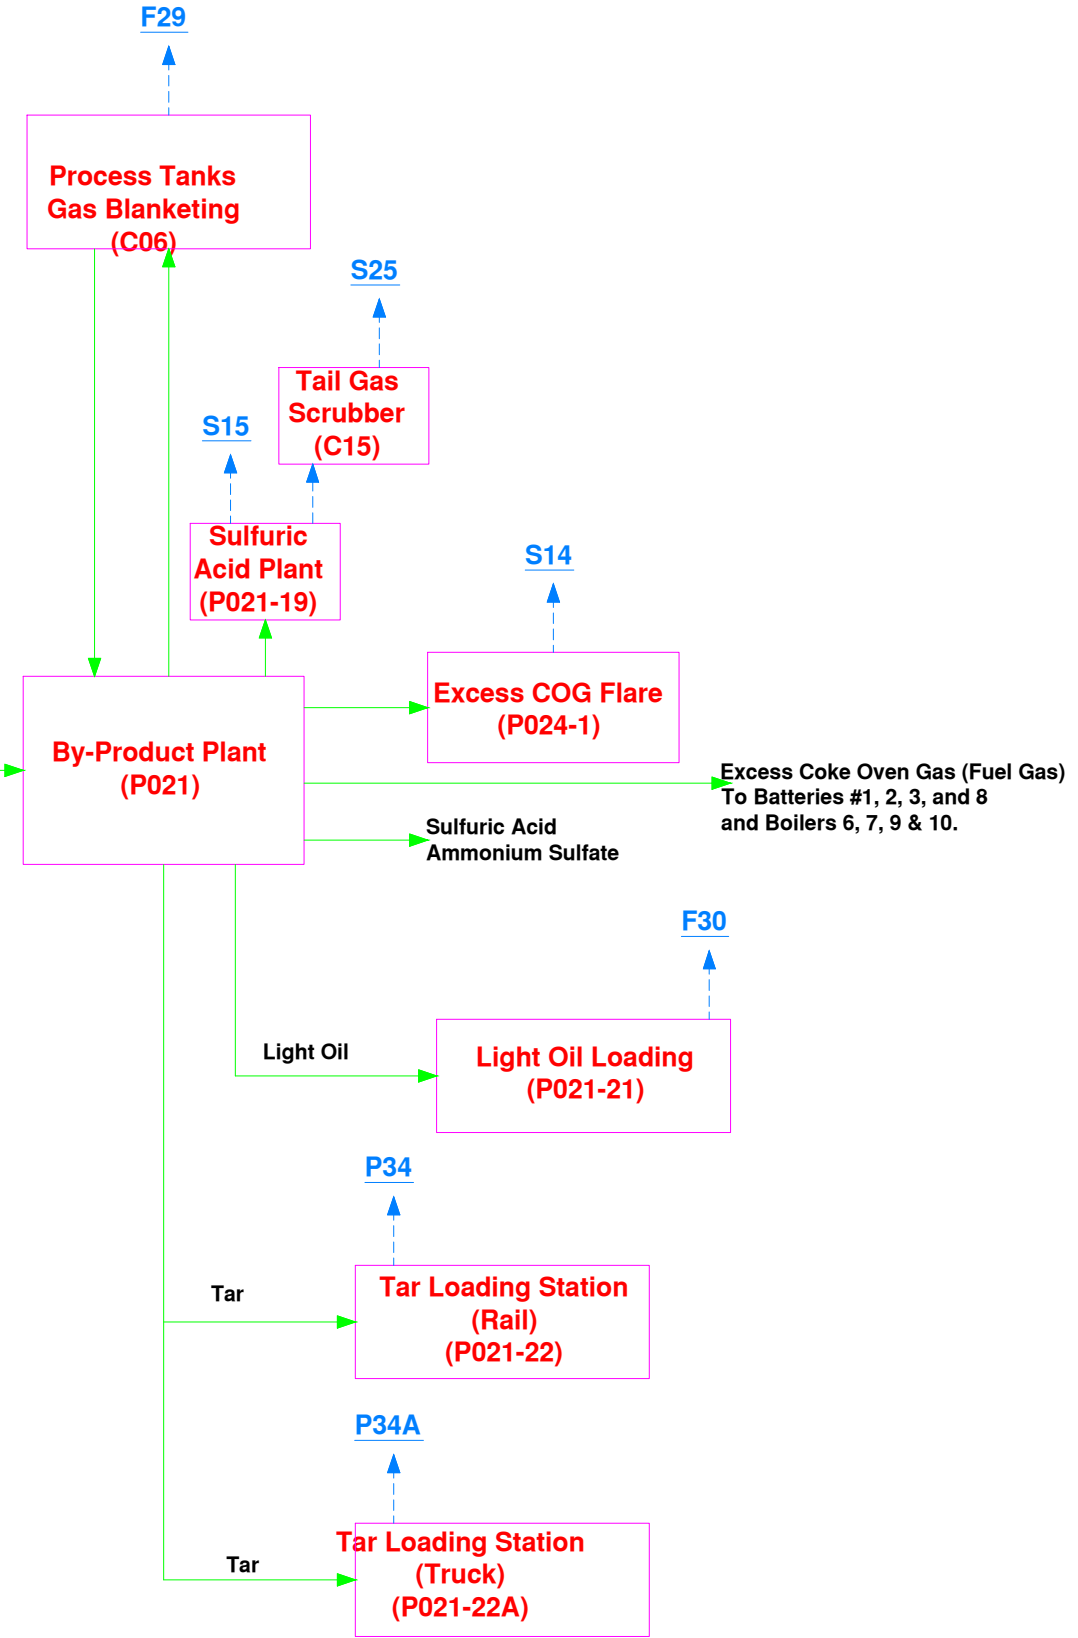 F29
Process Tanks
Gas Blanketing
(C06)
S25
Tail Gas
Scrubber
(C15)
S15
Sulfuric
Acid Plant
(P021-19)
S14
Excess COG Flare
(P024-1)
By-Product Plant
(P021)
Excess Coke Oven Gas (Fuel Gas)
To Batteries #1, 2, 3, and 8
and Boilers 6, 7, 9 & 10.
Sulfuric Acid
Ammonium Sulfate
F30
Light Oil
Light Oil Loading
(P021-21)
P34
Tar
Tar Loading Station
(Rail)
(P021-22)
P34A
Tar
Tar Loading Station
(Truck)
(P021-22A)